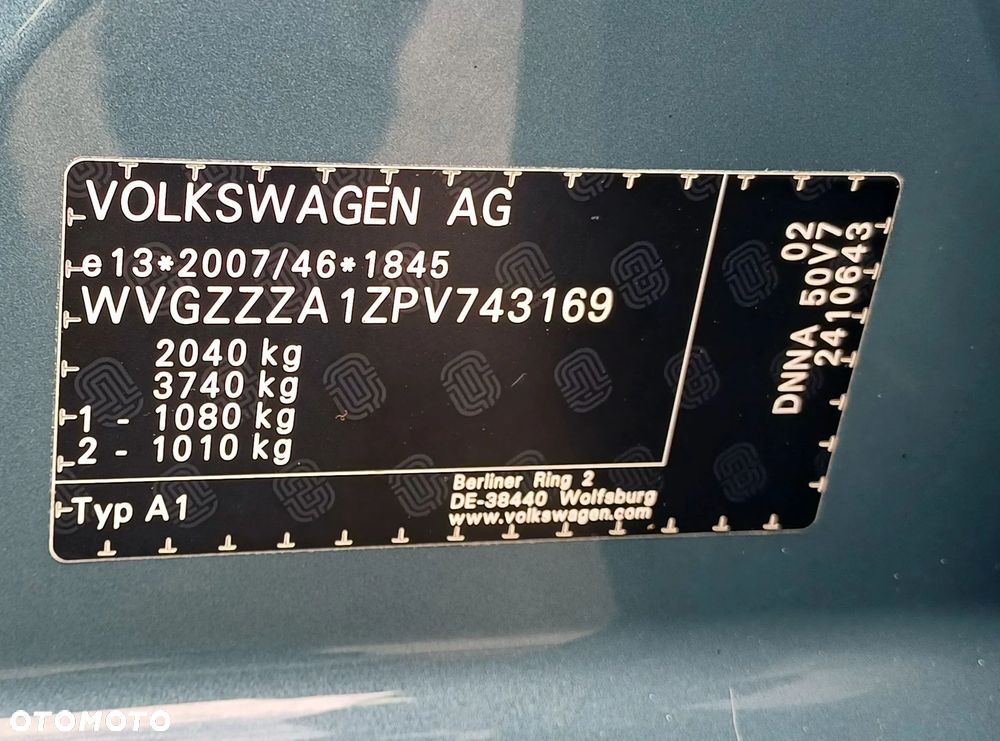 VOLKSWAGEN AG
e13*2007/46*1845
WVGZZZA1ZPV743169
2040 kg
3740 kg
1 - 1080 kg
2 - 1010 kg
Typ A1
Berliner Ring 2
DE-38440 Wolfsburg
www.volkswagen.com
02
DNNA 50V7
2410643
OTOMOTO